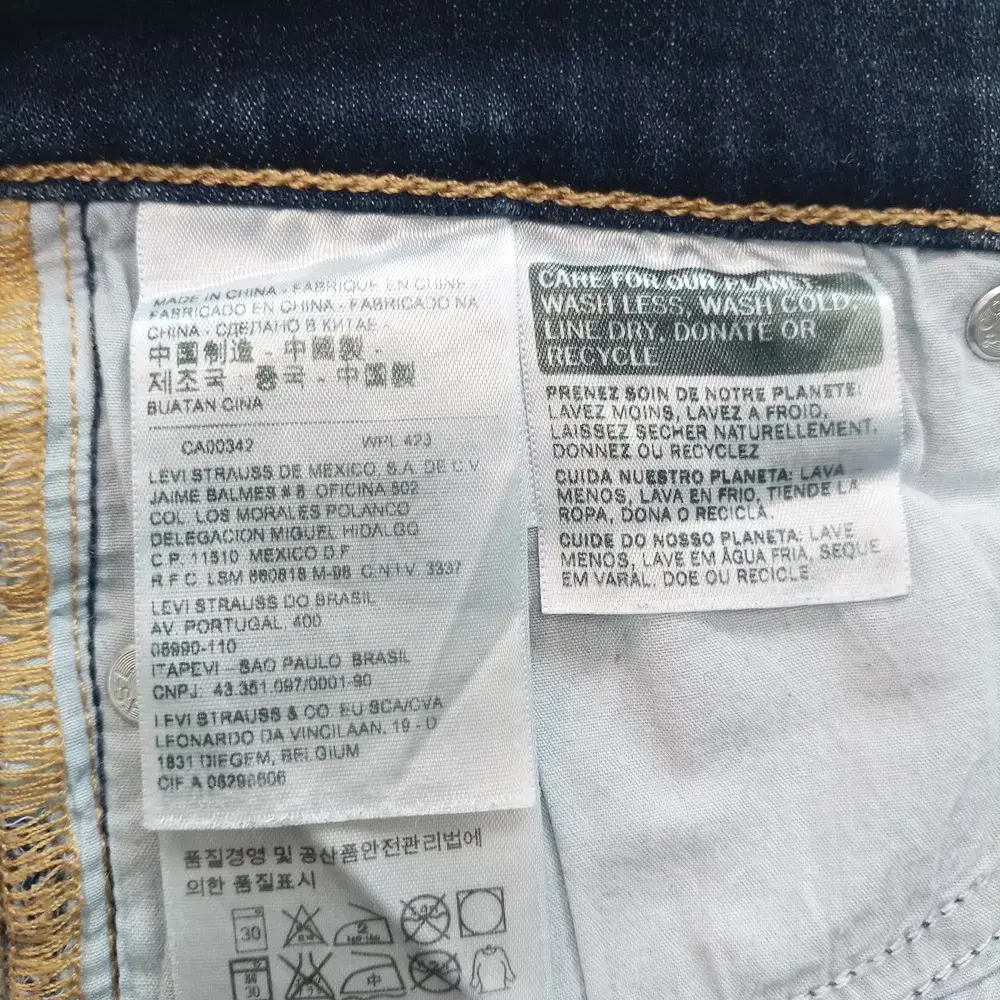 MADE IN CHINA - FABRIQUÉ EN CHINE
FABRICADO EN CHINA - FABRICADO NA
CHINA - СДЕЛАНО В КИТАЕ -
中国制造 - 中國製 -
제조국 : 중국 - 中国製
BUATAN CINA
CA00342 WPL 423
LEVI STRAUSS DE MEXICO, S.A. DE C.V.
JAIME BALMES # 8 OFICINA 502
COL. LOS MORALES POLANCO
DELEGACION MIGUEL HIDALGO
C.P. 11510 MEXICO D.F.
R.F.C. LSM 860818 M-98 C.N.I.V. 3337
LEVI STRAUSS DO BRASIL
AV. PORTUGAL, 400
06690-110
ITAPEVI - SAO PAULO BRASIL
CNPJ: 43.351.097/0001-90
LEVI STRAUSS & CO. EU SCA/CVA
LEONARDO DA VINCILAAN, 19 - D
1831 DIEGEM, BELGIUM
CIF A
CARE FOR OUR PLANET
WASH LESS, WASH COLD,
LINE DRY, DONATE OR
RECYCLE
PRENEZ SOIN DE NOTRE PLANETE:
LAVEZ MOINS, LAVEZ A FROID,
LAISSEZ SECHER NATURELLEMENT,
DONNEZ OU RECYCLEZ
CUIDA NUESTRO PLANETA: LAVA
MENOS, LAVA EN FRIO, TIENDE LA
ROPA, DONA O RECICLA.
CUIDE DO NOSSO PLANETA: LAVE
MENOS, LAVE EM ÁGUA FRIA, SEQUE
EM VARAL, DOE OU RECICLE.
품질경영 및 공산품안전관리법에
의한 품질표시
30
2
中
30